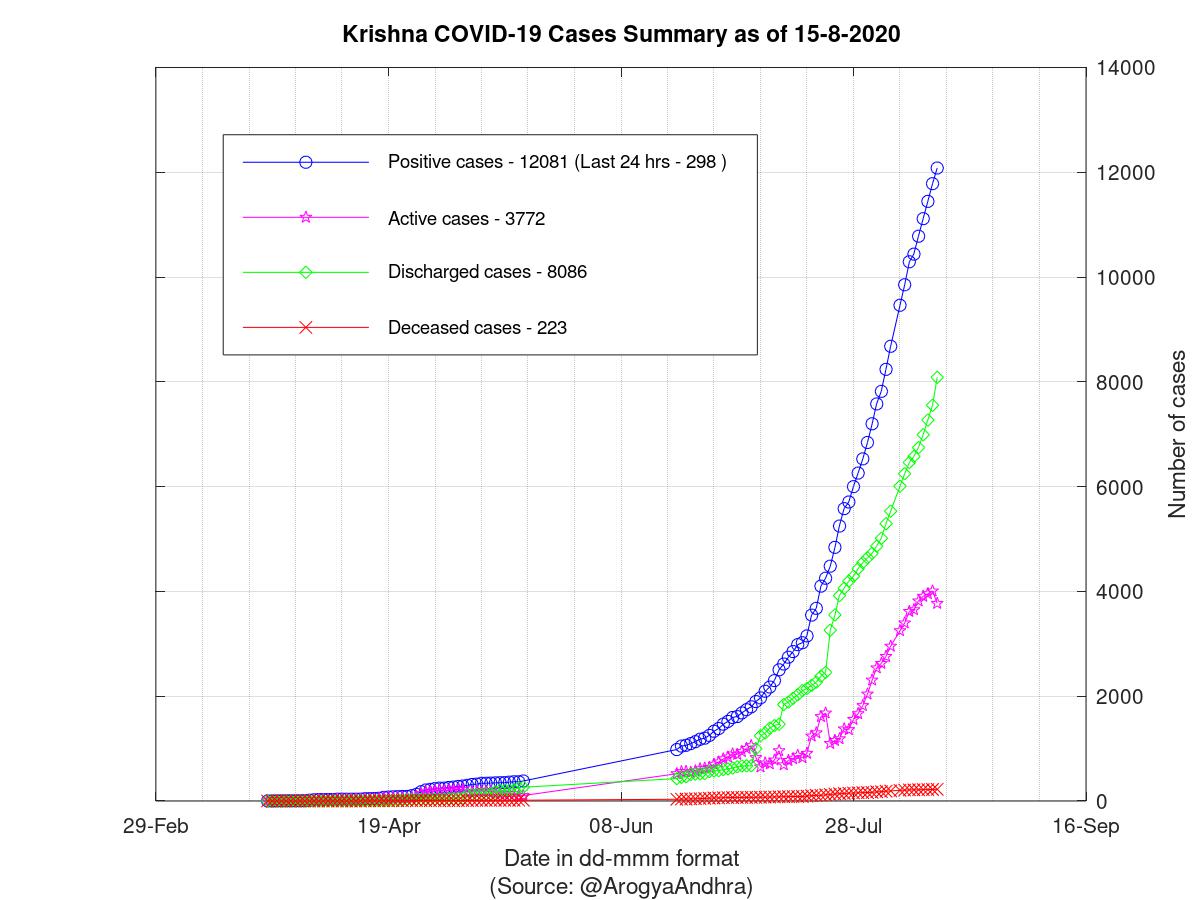 Krishna COVID-19 Cases Summary as of 15-8-2020
14000
12000
10000
8000
6000
4000
2000
0
Number of cases
Positive cases - 12081 (Last 24 hrs - 298 )
Active cases - 3772
Discharged cases - 8086
Deceased cases - 223
29-Feb 19-Apr 08-Jun 28-Jul 16-Sep
Date in dd-mmm format
(Source: @ArogyaAndhra)